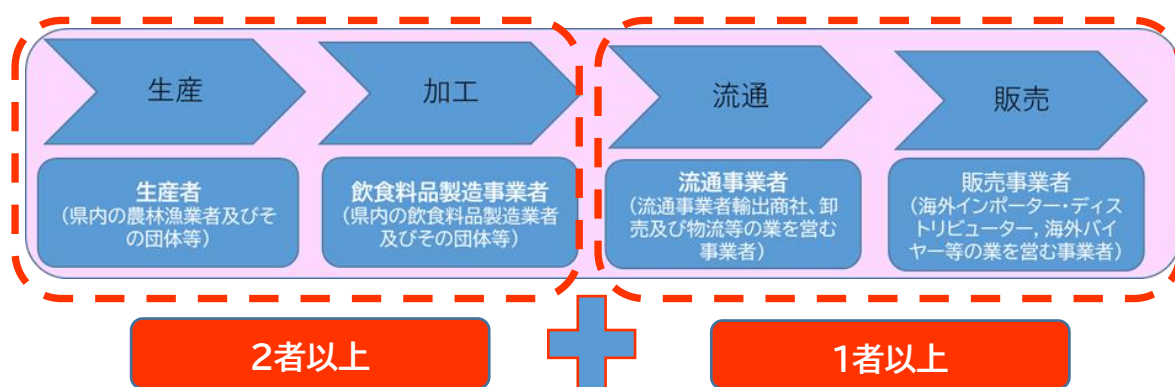 生産
加工
流通
販売
生産者
(県内の農林漁業者及びそ
の団体等)
飲食料品製造事業者
(県内の飲食料品製造業者
及びその団体等)
流通事業者
(流通事業者輸出商社、卸
売及び物流等の業を営む
事業者)
販売事業者
(海外インポーター・ディス
トリビューター, 海外バイ
ヤー等の業を営む事業者)
2者以上
1者以上